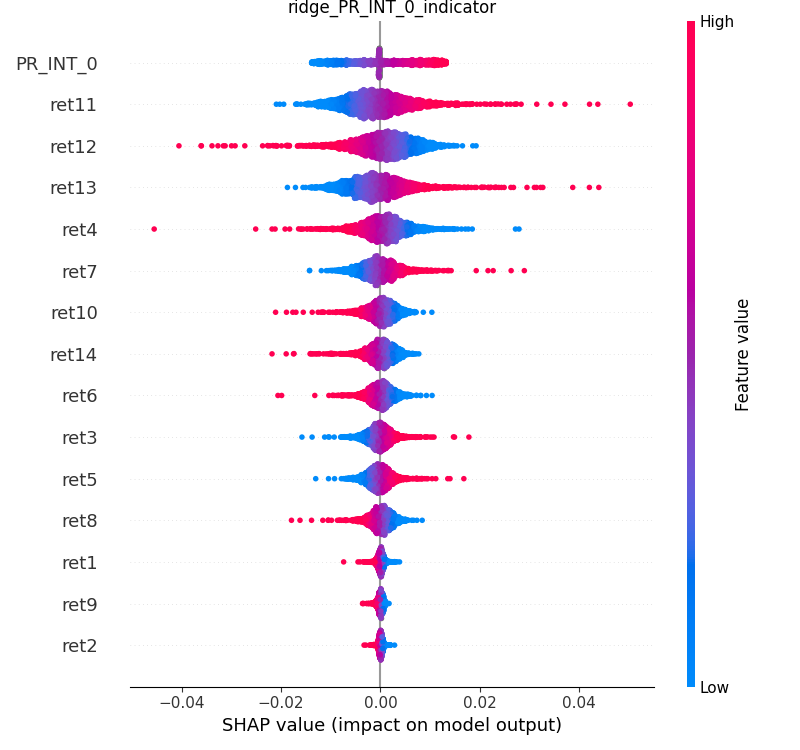 ridge_PR_INT_0_indicator
High
PR_INT_0
ret11
ret12
ret13
ret4
ret7
ret10
ret14
ret6
ret3
ret5
ret8
ret1
ret9
ret2
Feature value
Low
−0.04 −0.02 0.00 0.02 0.04
SHAP value (impact on model output)